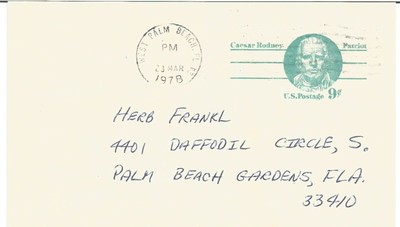 WEST PALM BEACH, FL
PM
23 MAR
1978
Caesar Rodney Patriot
U.S. Postage 9¢
HERB FRANKL
4401 DAFFODIL CIRCLE, S.
PALM BEACH GARDENS, FLA.
33410